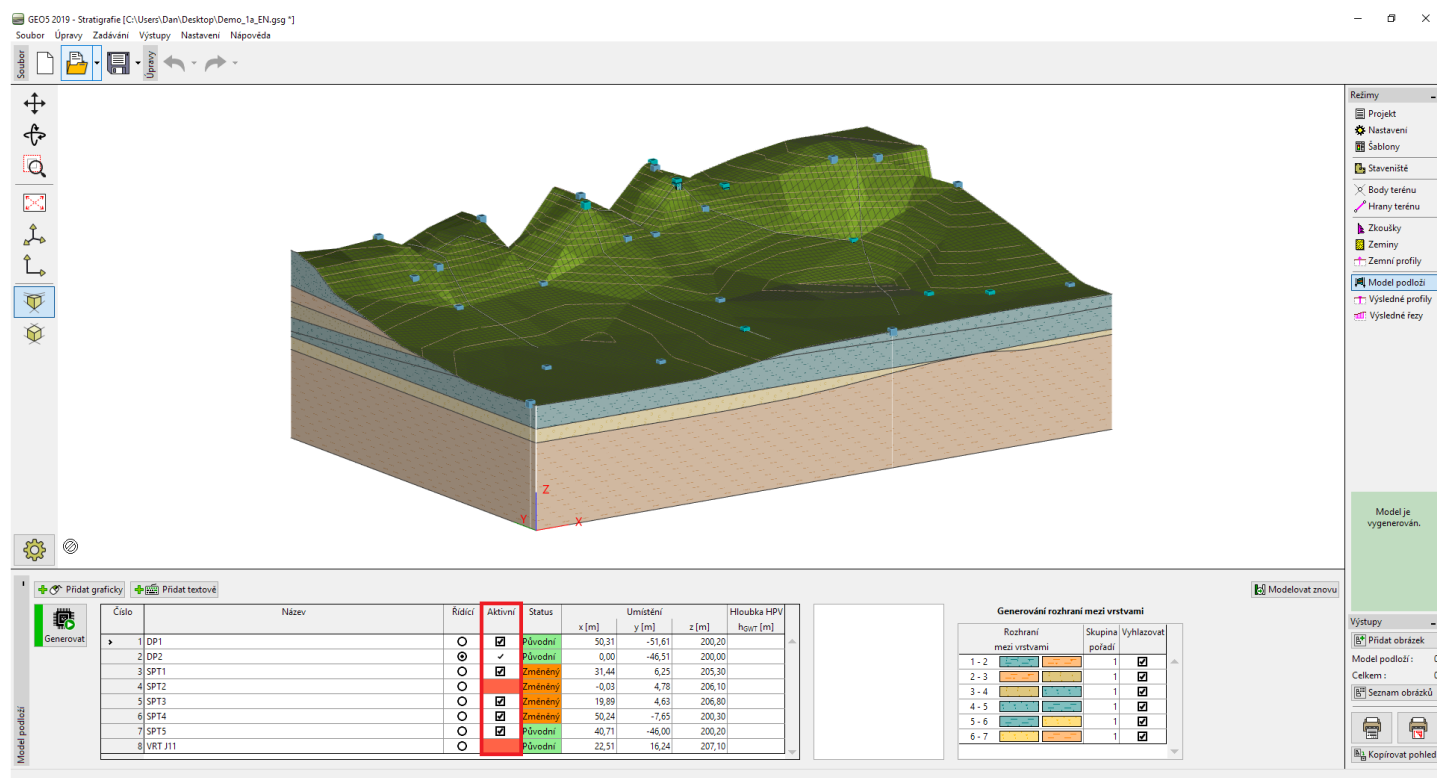 GEO5 2019 - Stratigrafie [C:\Users\Dan\Desktop\Demo_1a_EN.gsg *]
Soubor Úpravy Zadávání Výstupy Nastavení Nápověda
Soubor
Úpravy
Režimy
Projekt
Nastavení
Šablony
Staveniště
Body terénu
Hrany terénu
Zkoušky
Zeminy
Zemní profily
Model podloží
Výsledné profily
Výsledné řezy
Z
Y X
Model je
vygenerován.
Přidat graficky Přidat textově Modelovat znovu
Generovat
Model podloží
Číslo Název Řídící Aktivní Status Umístění Hloubka HPV
x [m] y [m] z [m] hGWT [m]
1 DP1 Původní 50,31 -51,61 200,20
2 DP2 Původní 0,00 -46,51 200,00
3 SPT1 Změněný 31,44 6,25 205,30
4 SPT2 Změněný -0,03 4,78 206,10
5 SPT3 Změněný 19,89 4,63 206,80
6 SPT4 Změněný 50,24 -7,65 200,30
7 SPT5 Původní 40,71 -46,00 200,20
8 VRT J11 Původní 22,51 16,24 207,10
Generování rozhraní mezi vrstvami
Rozhraní Skupina Vyhlazovat
mezi vrstvami pořadí
1 - 2 1
2 - 3 1
3 - 4 1
4 - 5 1
5 - 6 1
6 - 7 1
Výstupy
Přidat obrázek
Model podloží : 0
Celkem : 0
Seznam obrázků
Kopírovat pohled